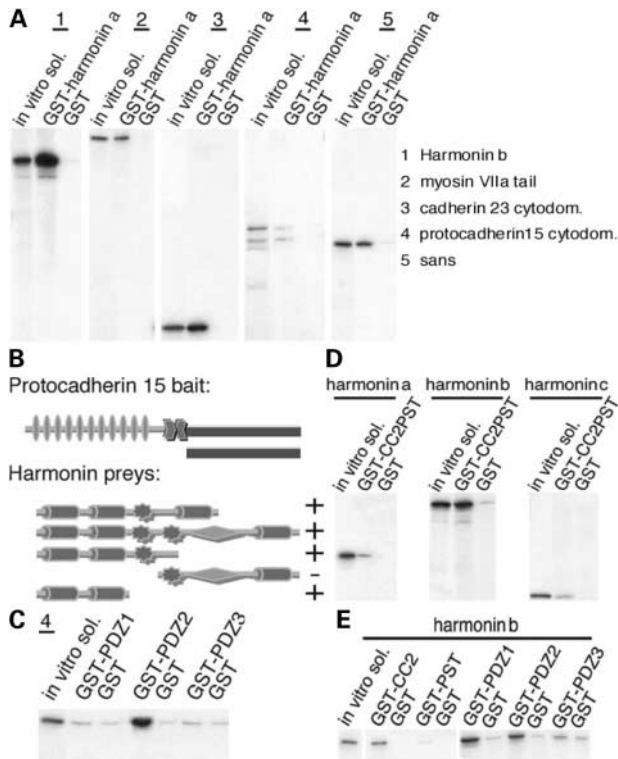 A
1
2
3
4
5
in vitro sol.
GST-harmonin a
GST
in vitro sol.
GST-harmonin a
GST
in vitro sol.
GST-harmonin a
GST
in vitro sol.
GST-harmonin a
GST
in vitro sol.
GST-harmonin a
GST
1 Harmonin b
2 myosin VIIa tail
3 cadherin 23 cytodom.
4 protocadherin15 cytodom.
5 sans
B
Protocadherin 15 bait:
Harmonin preys:
+
+
+
-
+
C
4
in vitro sol.
GST-PDZ1
GST
GST-PDZ2
GST
GST-PDZ3
GST
D
harmonin a
harmonin b
harmonin c
in vitro sol.
GST-CC2PST
GST
in vitro sol.
GST-CC2PST
GST
in vitro sol.
GST-CC2PST
GST
E
harmonin b
in vitro sol.
GST-CC2
GST
GST-PST
GST
GST-PDZ1
GST
GST-PDZ2
GST
GST-PDZ3
GST